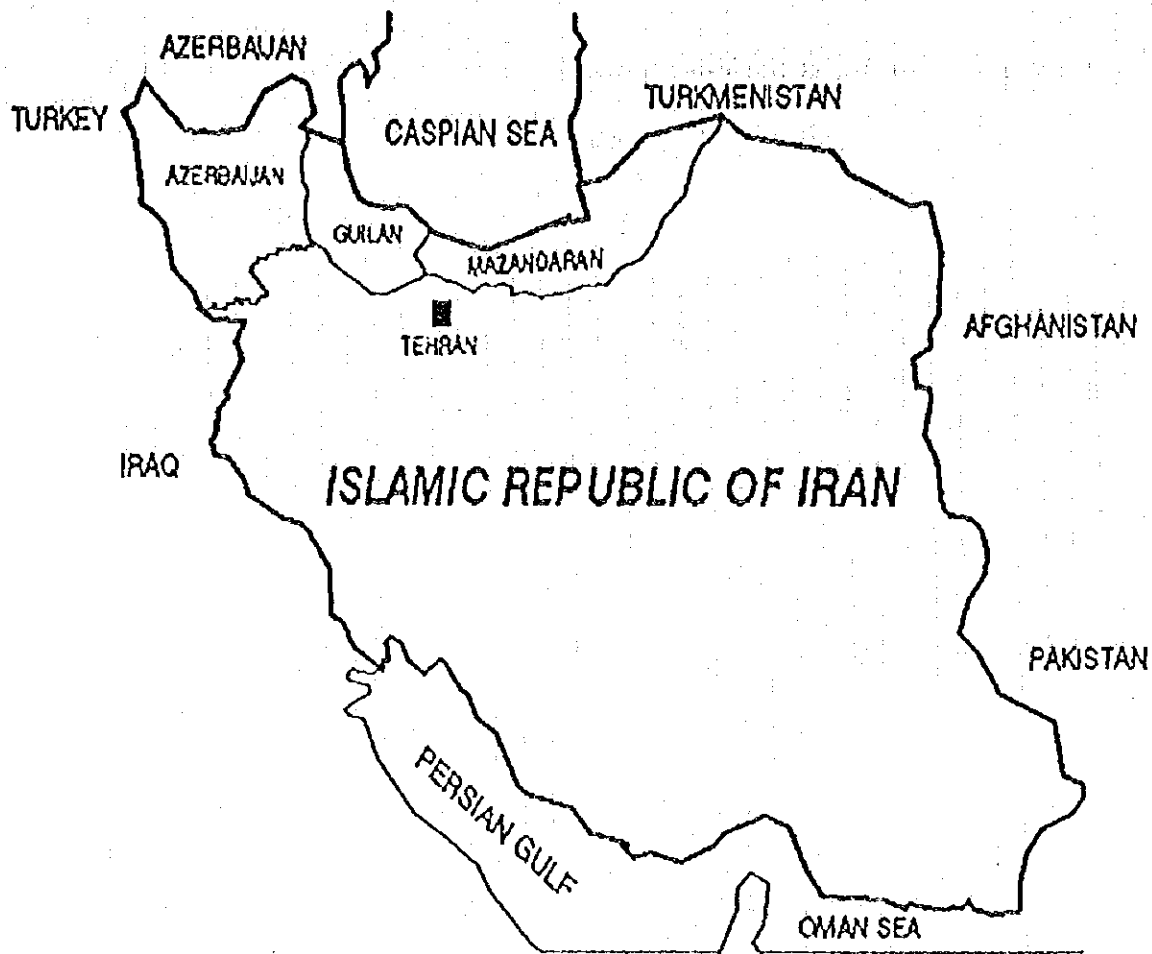 AZERBAIJAN
TURKMENISTAN
TURKEY
CASPIAN SEA
AZERBAIJAN
GUILAN
MAZANDARAN
AFGHANISTAN
TEHRAN
IRAQ
ISLAMIC REPUBLIC OF IRAN
PAKISTAN
PERSIAN GULF
OMAN SEA